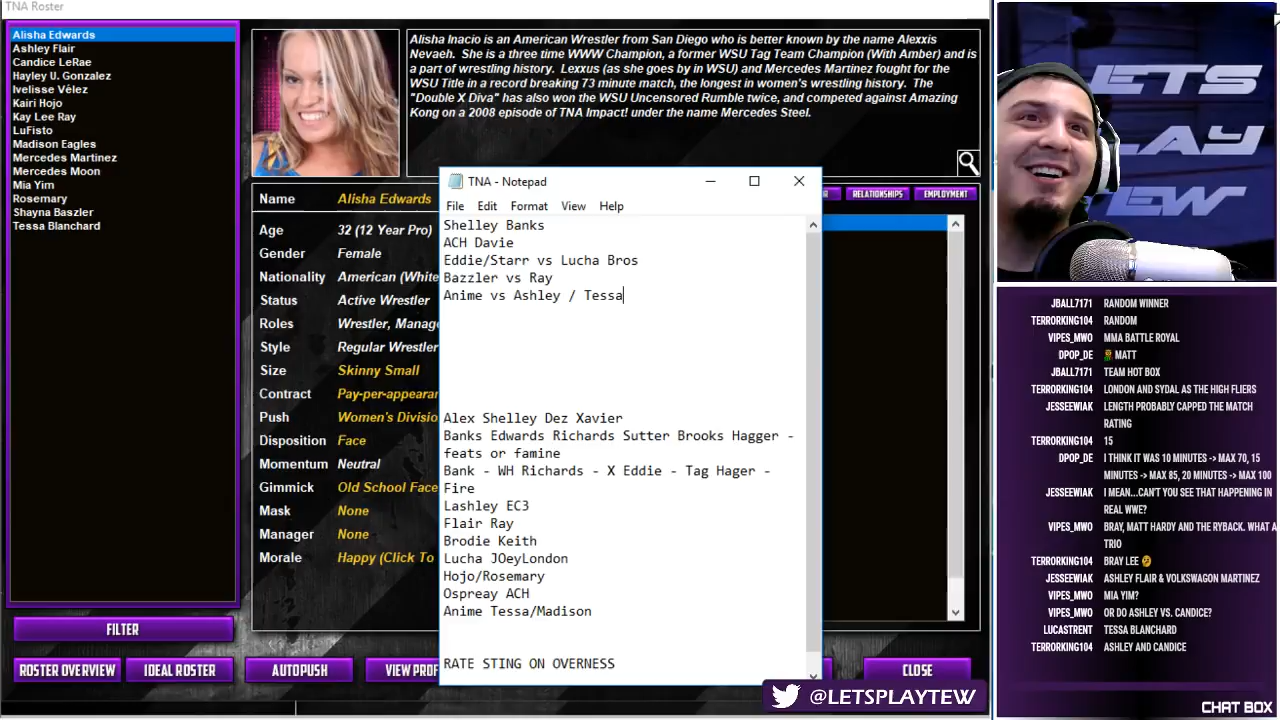 TNA Roster
Alisha Edwards
Ashley Flair
Candice LeRae
Hayley U. Gonzalez
Ivelisse Vélez
Kairi Hojo
Kay Lee Ray
LuFisto
Madison Eagles
Mercedes Martinez
Mercedes Moon
Mia Yim
Rosemary
Shayna Baszler
Tessa Blanchard
FILTER
ROSTER OVERVIEW
IDEAL ROSTER
AUTOPUSH
VIEW PROF
CLOSE
Alisha Inacio is an American Wrestler from San Diego who is better known by the name Alexxis
Nevaeh. She is a three time WWW Champion, a former WSU Tag Team Champion (With Amber) and is
a part of wrestling history. Lexxus (as she goes by in WSU) and Mercedes Martinez fought for the
WSU Title in a record breaking 73 minute match, the longest in women's wrestling history. The
"Double X Diva" has also won the WSU Uncensored Rumble twice, and competed against Amazing
Kong on a 2008 episode of TNA Impact! under the name Mercedes Steel.
RELATIONSHIPS
EMPLOYMENT
Name Alisha Edwards
Age 32 (12 Year Pro)
Gender Female
Nationality American (White
Status Active Wrestler
Roles Wrestler, Manage
Style Regular Wrestler
Size Skinny Small
Contract Pay-per-appearan
Push Women's Divisio
Disposition Face
Momentum Neutral
Gimmick Old School Face
Mask None
Manager None
Morale Happy (Click To
TNA - Notepad
File Edit Format View Help
Shelley Banks
ACH Davie
Eddie/Starr vs Lucha Bros
Bazzler vs Ray
Anime vs Ashley / Tessa
Alex Shelley Dez Xavier
Banks Edwards Richards Sutter Brooks Hagger -
feats or famine
Bank - WH Richards - X Eddie - Tag Hager -
Fire
Lashley EC3
Flair Ray
Brodie Keith
Lucha JOeyLondon
Hojo/Rosemary
Ospreay ACH
Anime Tessa/Madison
RATE STING ON OVERNESS
LETS
PLAY
TEW
JBALL7171 RANDOM WINNER
TERRORKING104 RANDOM
VIPES_MWO MMA BATTLE ROYAL
DPOP_DE MATT
JBALL7171 TEAM HOT BOX
TERRORKING104 LONDON AND SYDAL AS THE HIGH FLIERS
JESSEEWIAK LENGTH PROBABLY CAPPED THE MATCH
RATING
TERRORKING104 15
DPOP_DE I THINK IT WAS 10 MINUTES -> MAX 70, 15
MINUTES -> MAX 85, 20 MINUTES -> MAX 100
JESSEEWIAK I MEAN...CAN'T YOU SEE THAT HAPPENING IN
REAL WWE?
VIPES_MWO BRAY, MATT HARDY AND THE RYBACK. WHAT A
TRIO
TERRORKING104 BRAY LEE
JESSEEWIAK ASHLEY FLAIR & VOLKSWAGON MARTINEZ
VIPES_MWO MIA YIM?
VIPES_MWO OR DO ASHLEY VS. CANDICE?
LUCASTRENT TESSA BLANCHARD
TERRORKING104 ASHLEY AND CANDICE
CHAT BOX
@LETSPLAYTEW